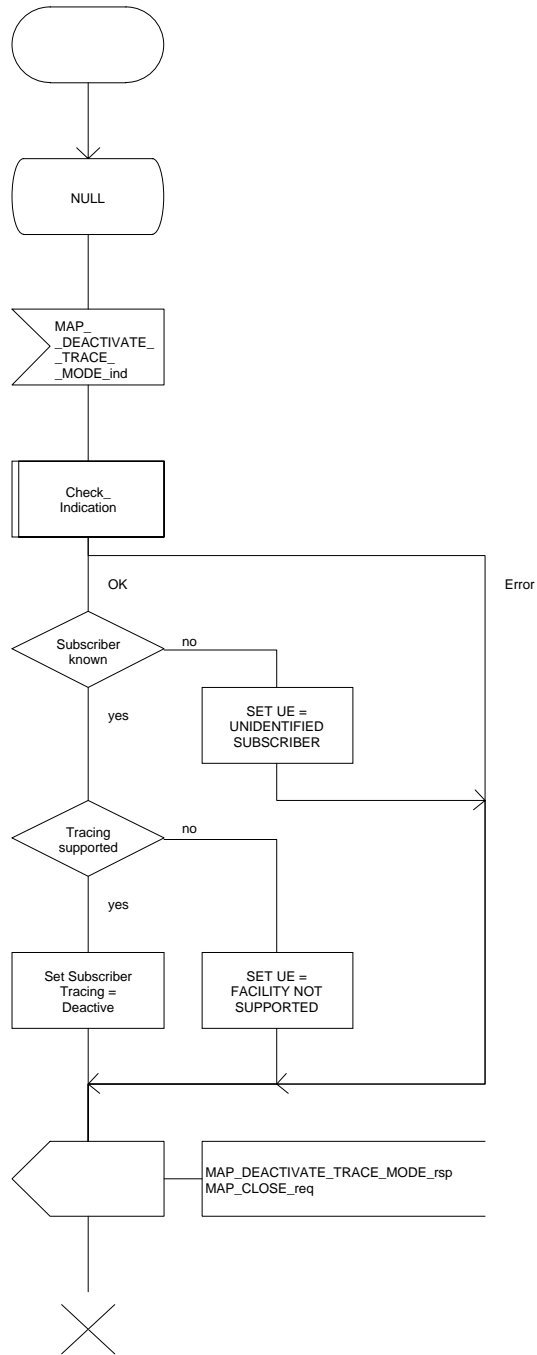 NULL
MAP_
_DEACTIVATE_
_TRACE_
_MODE_ind
Check_
Indication
OK
Error
Subscriber
known
no
yes
SET UE =
UNIDENTIFIED
SUBSCRIBER
Tracing
supported
no
yes
Set Subscriber
Tracing =
Deactive
SET UE =
FACILITY NOT
SUPPORTED
MAP_DEACTIVATE_TRACE_MODE_rsp
MAP_CLOSE_req